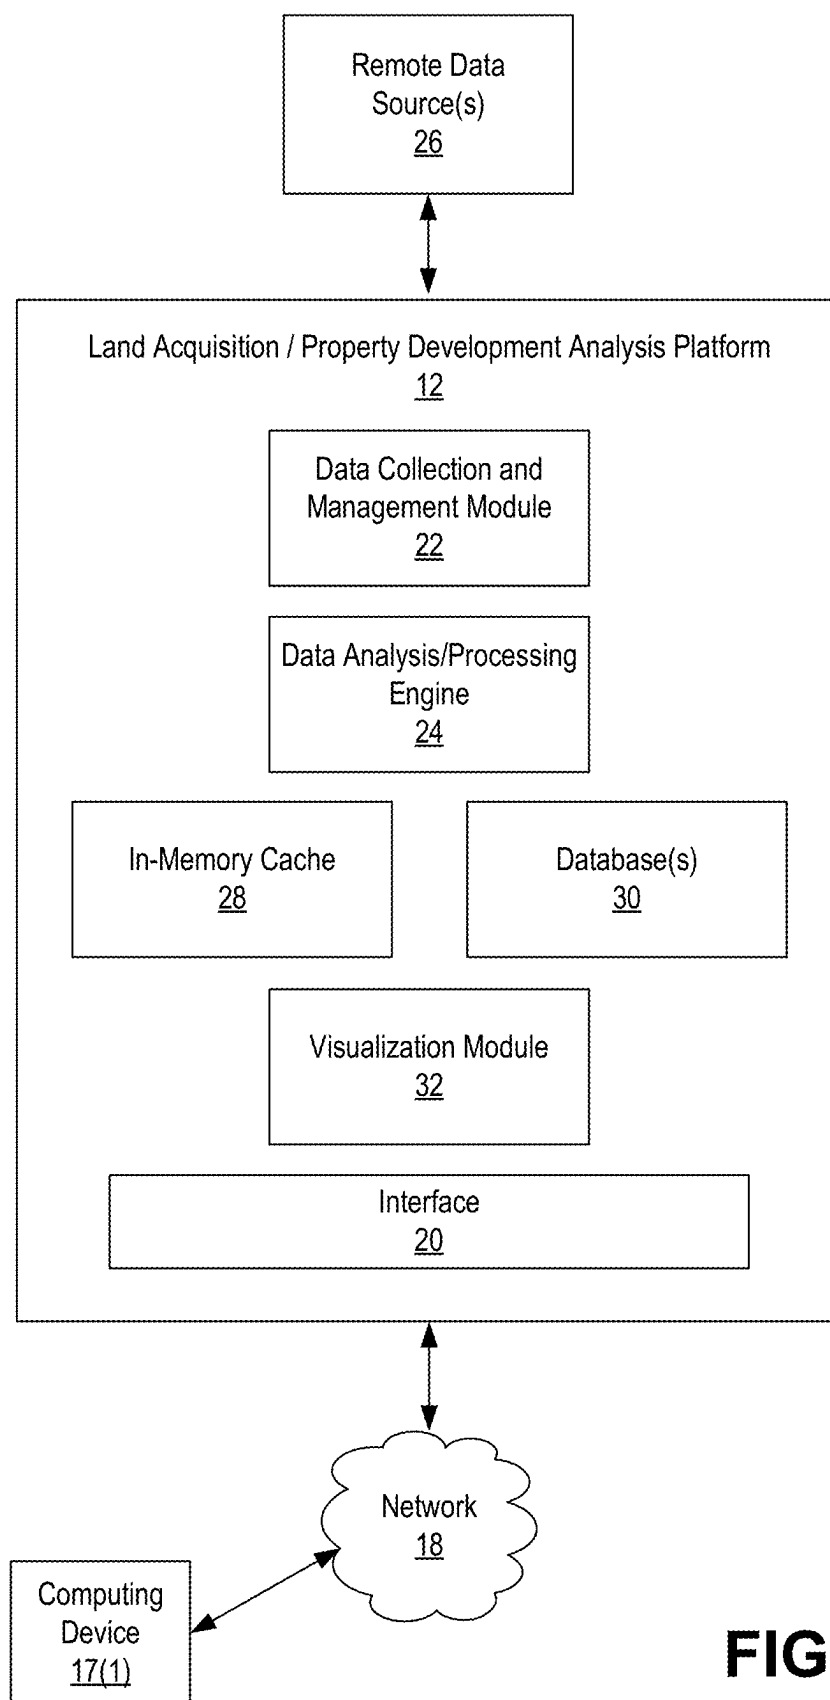 Remote Data
Source(s)
26
Land Acquisition / Property Development Analysis Platform
12
Data Collection and
Management Module
22
Data Analysis/Processing
Engine
24
In-Memory Cache
28
Database(s)
30
Visualization Module
32
Interface
20
Network
18
Computing
Device
17(1)
FIG